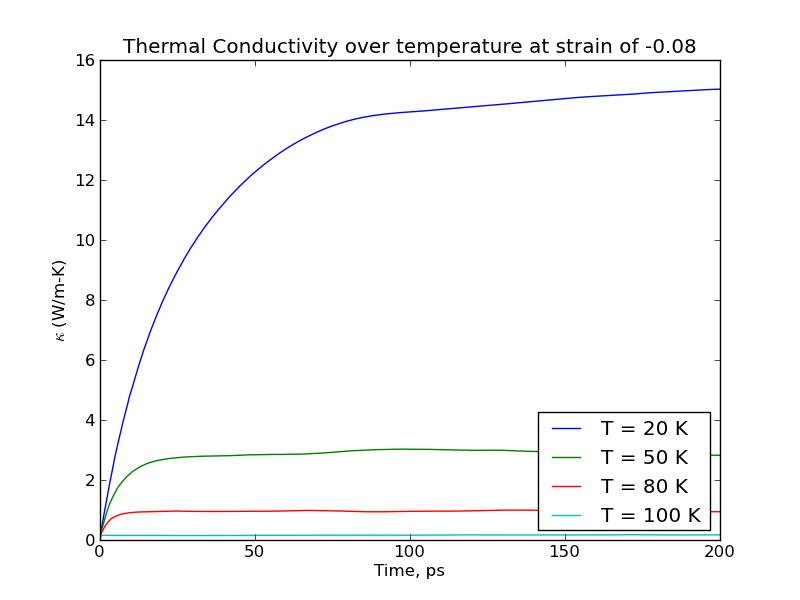 Thermal Conductivity over temperature at strain of -0.08
16
14
12
10
8
6
4
2
0
κ (W/m-K)
T = 20 K
T = 50 K
T = 80 K
T = 100 K
0 50 100 150 200
Time, ps